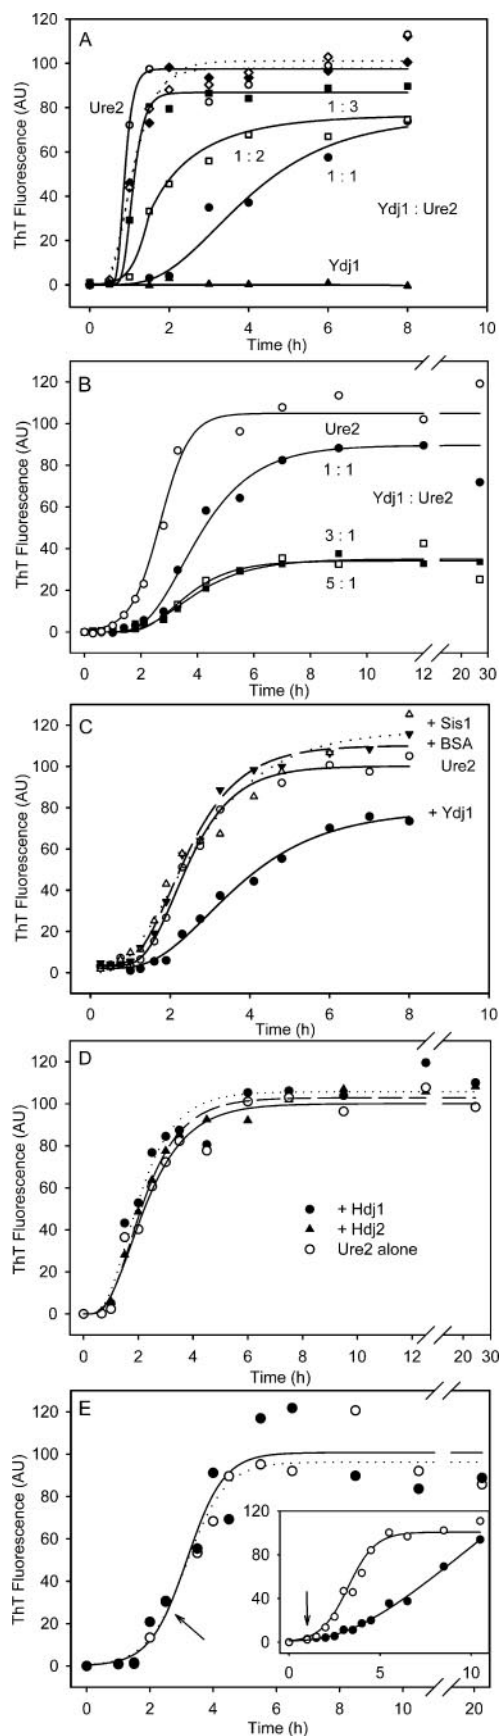 A
120
100
80
60
40
20
0
ThT Fluorescence (AU)
Ure2
1 : 3
1 : 2
1 : 1
Ydj1 : Ure2
Ydj1
0 2 4 6 8 10
Time (h)
B
120
100
80
60
40
20
0
ThT Fluorescence (AU)
Ure2
1 : 1
Ydj1 : Ure2
3 : 1
5 : 1
0 2 4 6 8 10 12 20 30
Time (h)
C
120
100
80
60
40
20
0
ThT Fluorescence (AU)
+ Sis1
+ BSA
Ure2
+ Ydj1
0 2 4 6 8 10
Time (h)
D
120
100
80
60
40
20
0
ThT Fluorescence (AU)
+ Hdj1
+ Hdj2
Ure2 alone
0 2 4 6 8 10 12 20 30
Time (h)
E
120
100
80
60
40
20
0
ThT Fluorescence (AU)
120
80
40
0
0 5 10
0 2 4 6 8 10 20
Time (h)